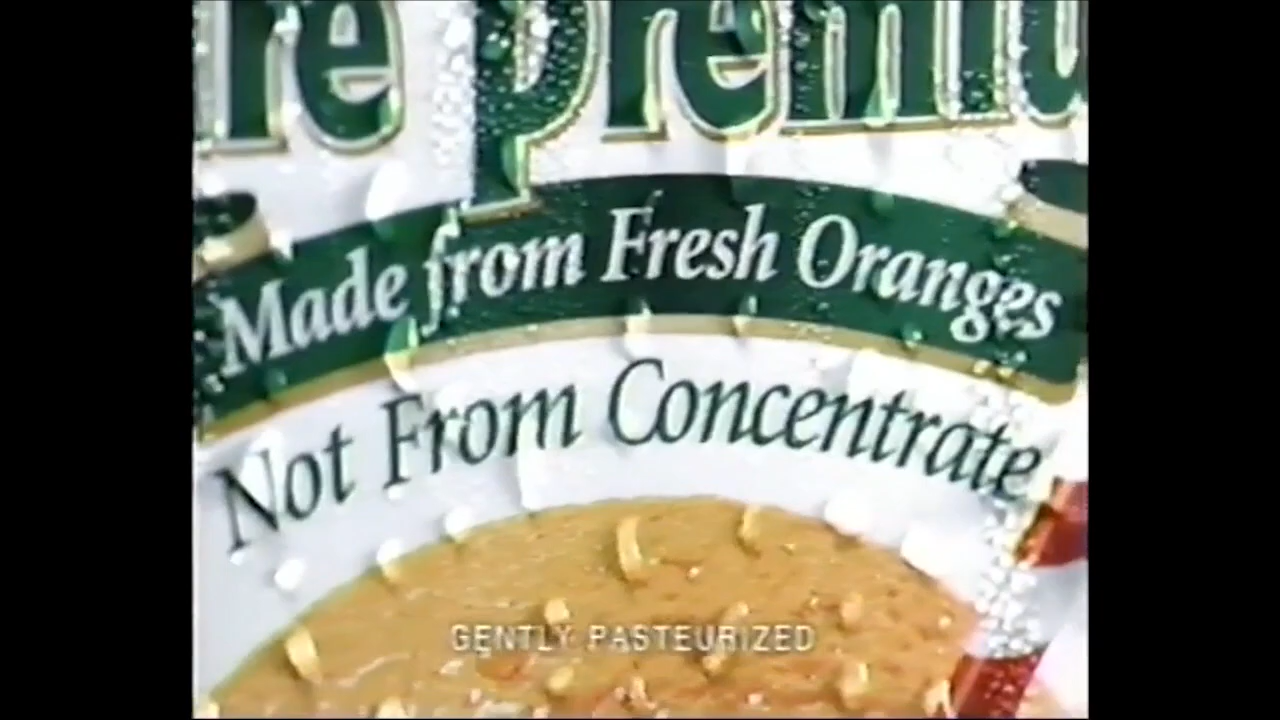 Made from Fresh Oranges
Not From Concentrate
GENTLY PASTEURIZED